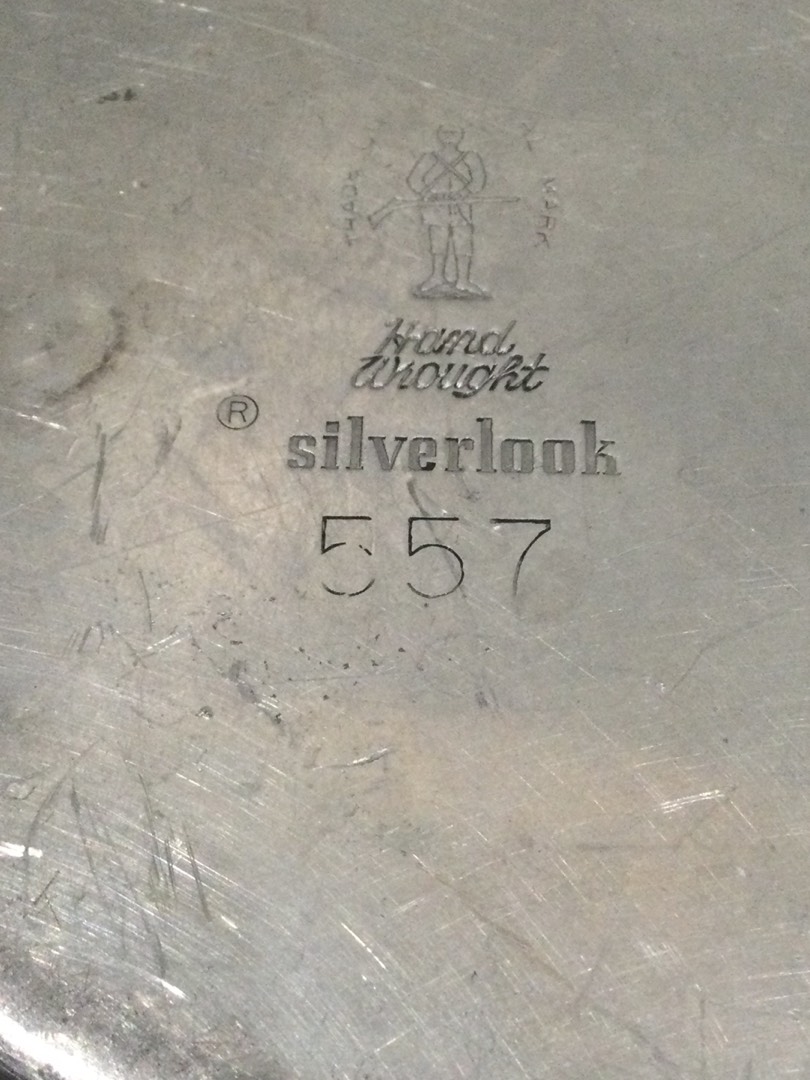 TRADE MARK
Hand
Wrought
® silverlook
557